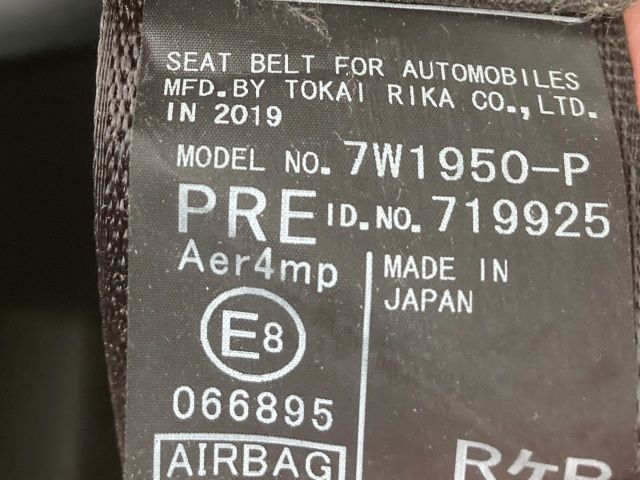 SEAT BELT FOR AUTOMOBILES
MFD.BY TOKAI RIKA CO.,LTD.
IN 2019
MODEL NO. 7W1950-P
PRE ID.NO. 719925
Aer4mp
MADE IN
JAPAN
E8
066895
AIRBAG